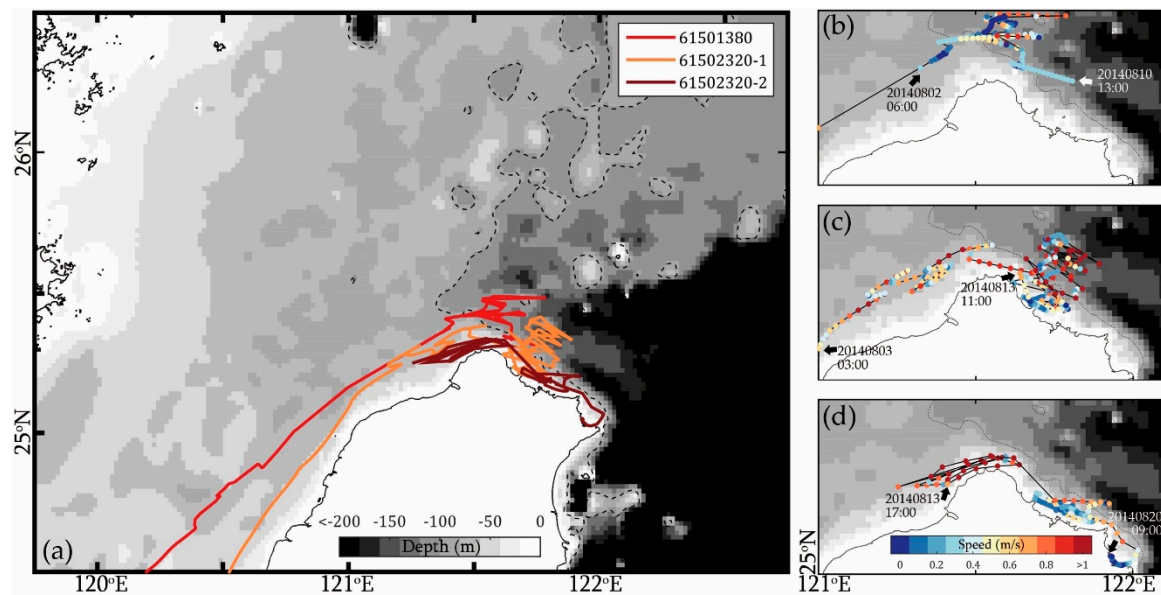 61501380
61502320-1
61502320-2
26°N
25°N
(a)
<-200 -150 -100 -50 0
Depth (m)
120°E 121°E 122°E
(b)
20140802
06:00
20140810
13:00
(c)
20140813
11:00
20140803
03:00
(d)
20140813
17:00
20140820
09:00
Speed (m/s)
0 0.2 0.4 0.6 0.8 >1
25°N
121°E 122°E